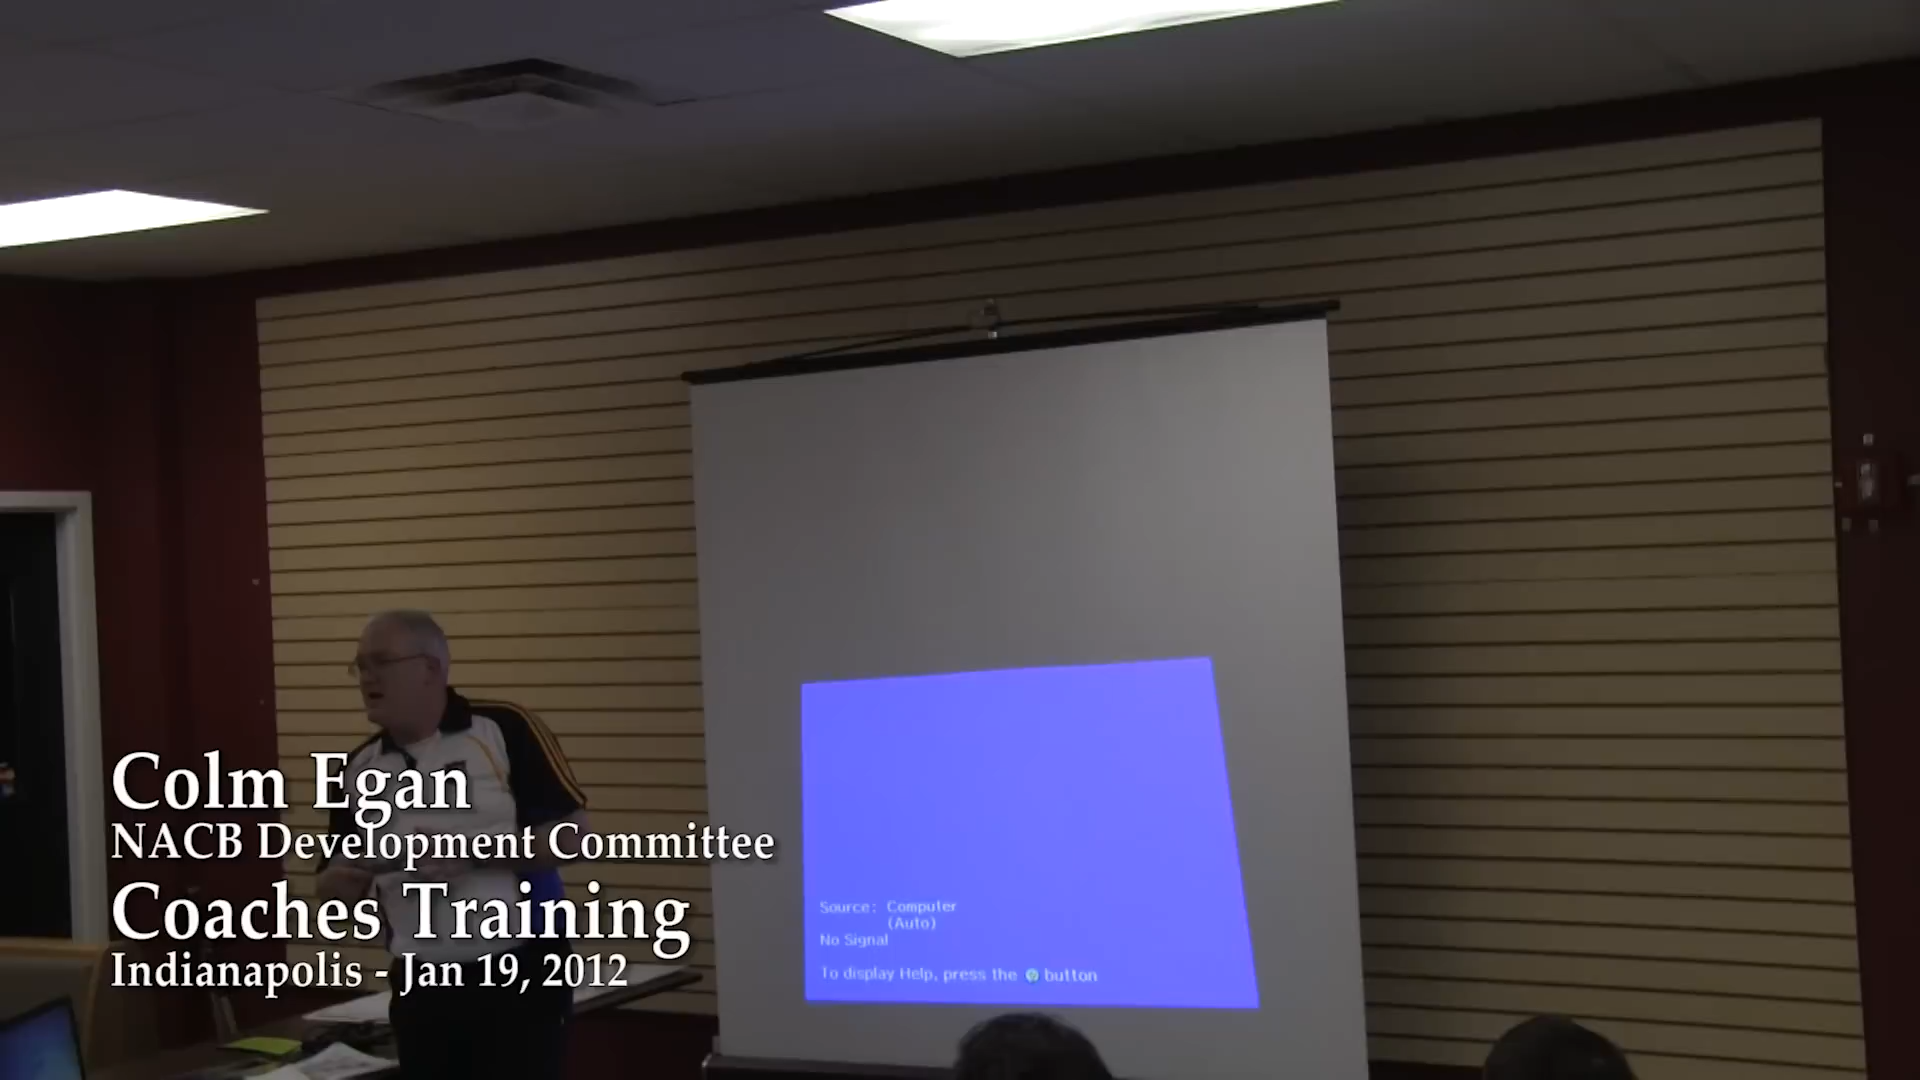 Colm Egan
NACB Development Committee
Coaches Training
Indianapolis - Jan 19, 2012
Source: Computer
(Auto)
No Signal
To display Help, press the button